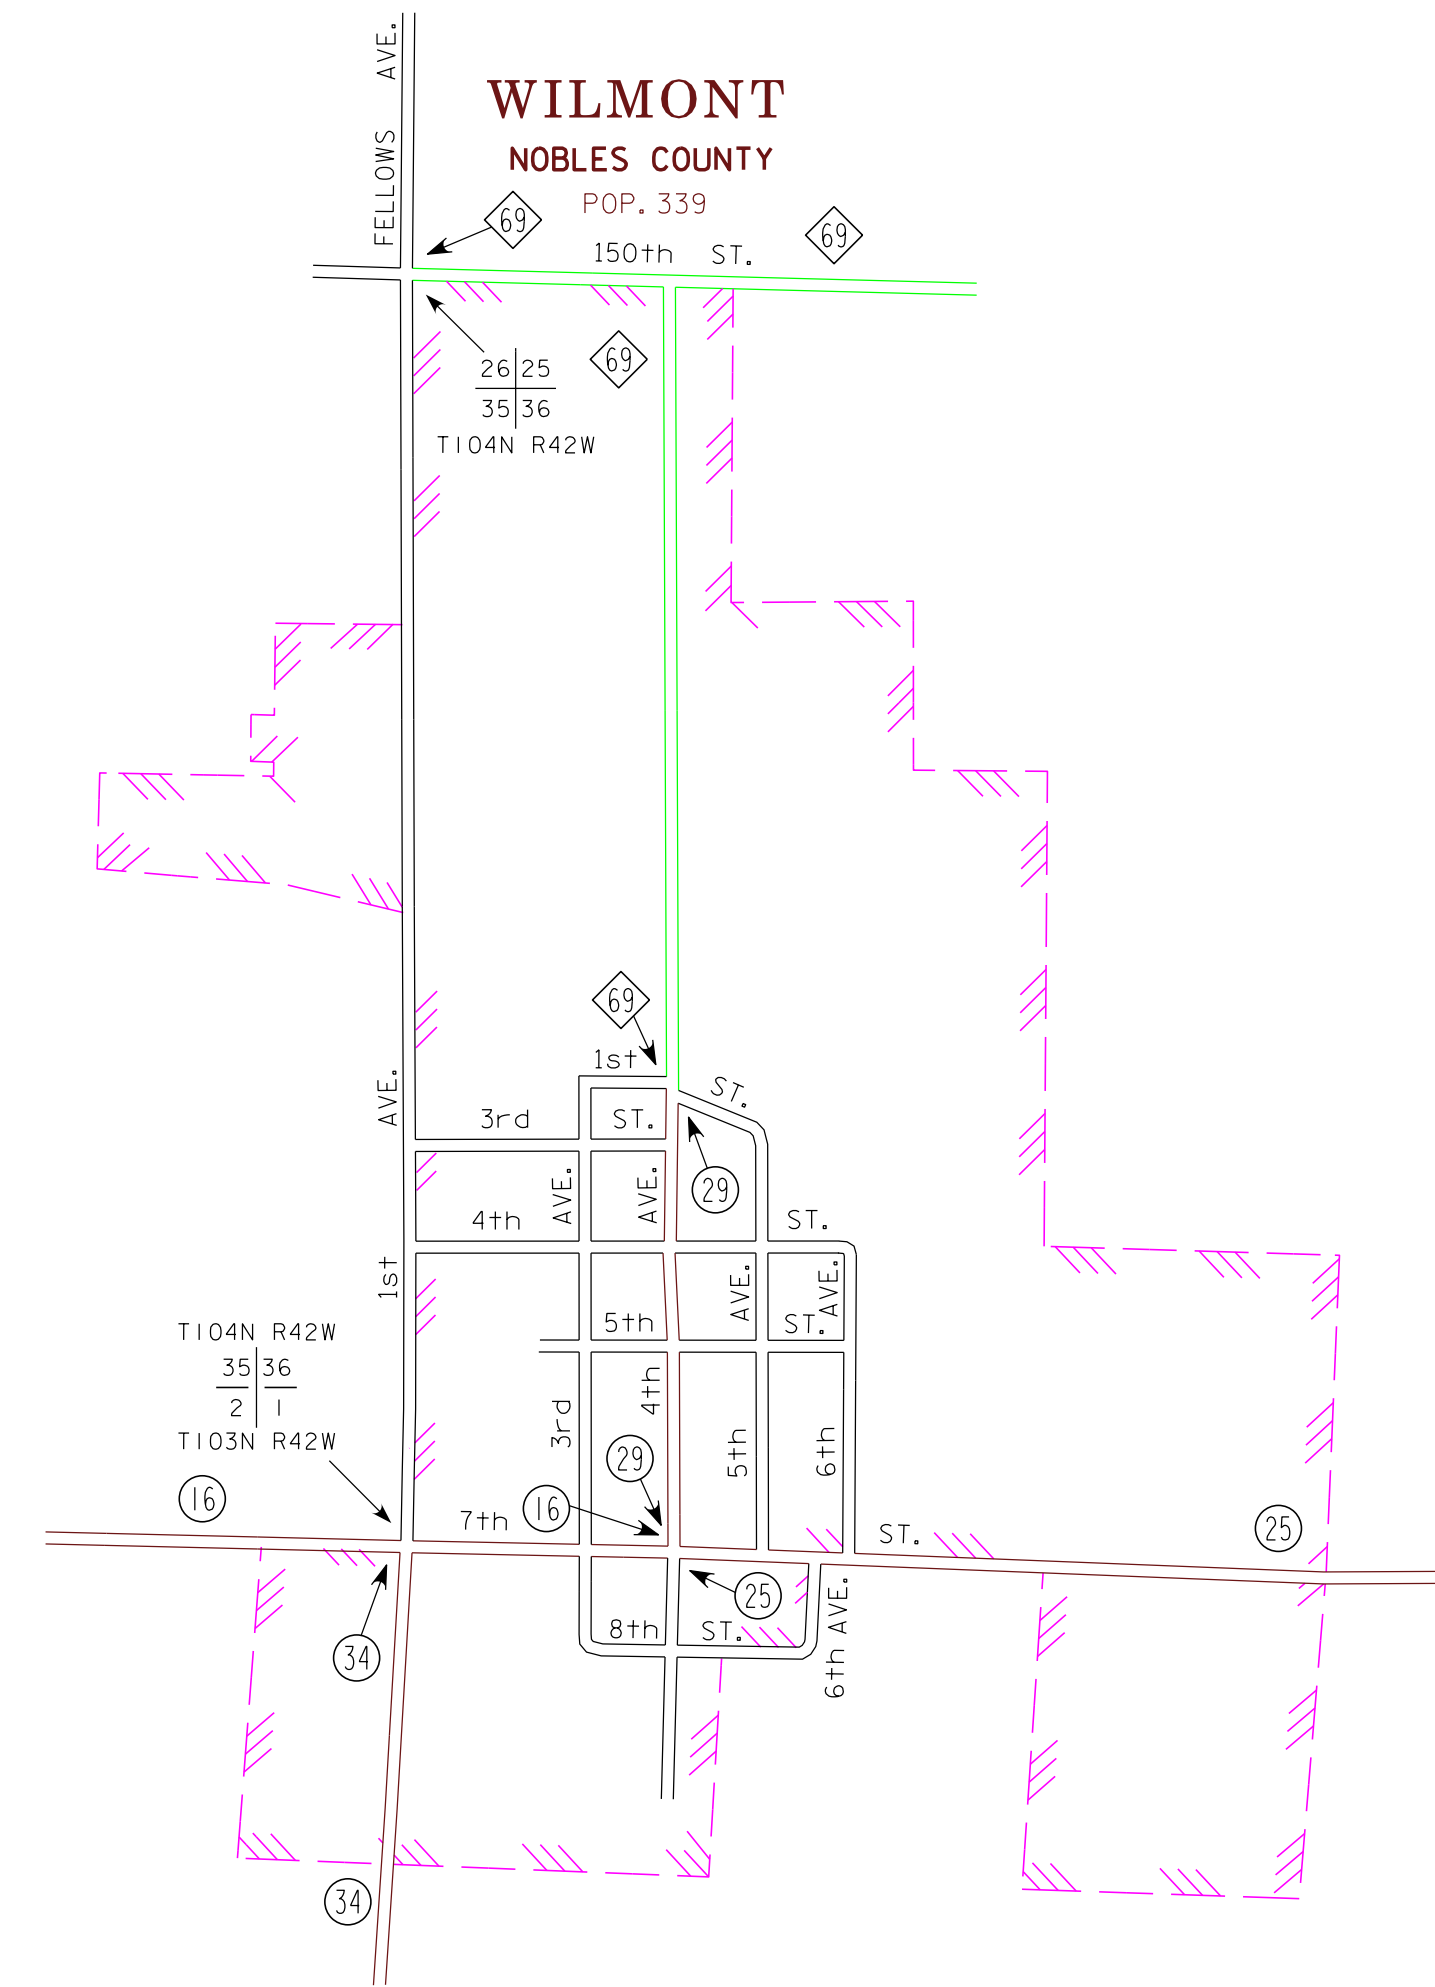 FELLOWS AVE.
WILMONT
NOBLES COUNTY
POP. 339
69
69
150th ST.
69
26 25
35 36
T104N R42W
69
1st
ST.
3rd ST.
1st AVE.
29
AVE.
AVE.
4th ST.
AVE.
AVE.
5th ST.
T104N R42W
35 36
2 1
T103N R42W
3rd
4th
5th
6th
29
16
16
7th ST.
25
25
34
8th ST.
6th AVE.
34